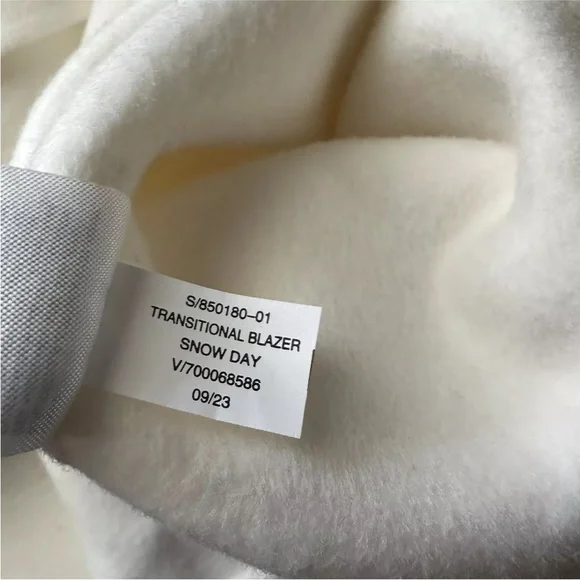 S/850180–01
TRANSITIONAL BLAZER
SNOW DAY
V/700068586
09/23